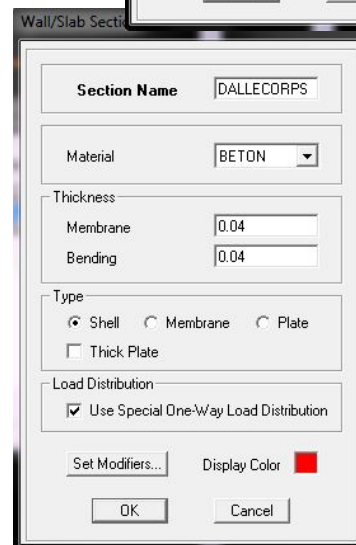 Wall/Slab Secti
Section Name DALLECORPS
Material BETON
Thickness
Membrane 0.04
Bending 0.04
Type
Shell Membrane Plate
Thick Plate
Load Distribution
Use Special One-Way Load Distribution
Set Modifiers... Display Color
OK Cancel